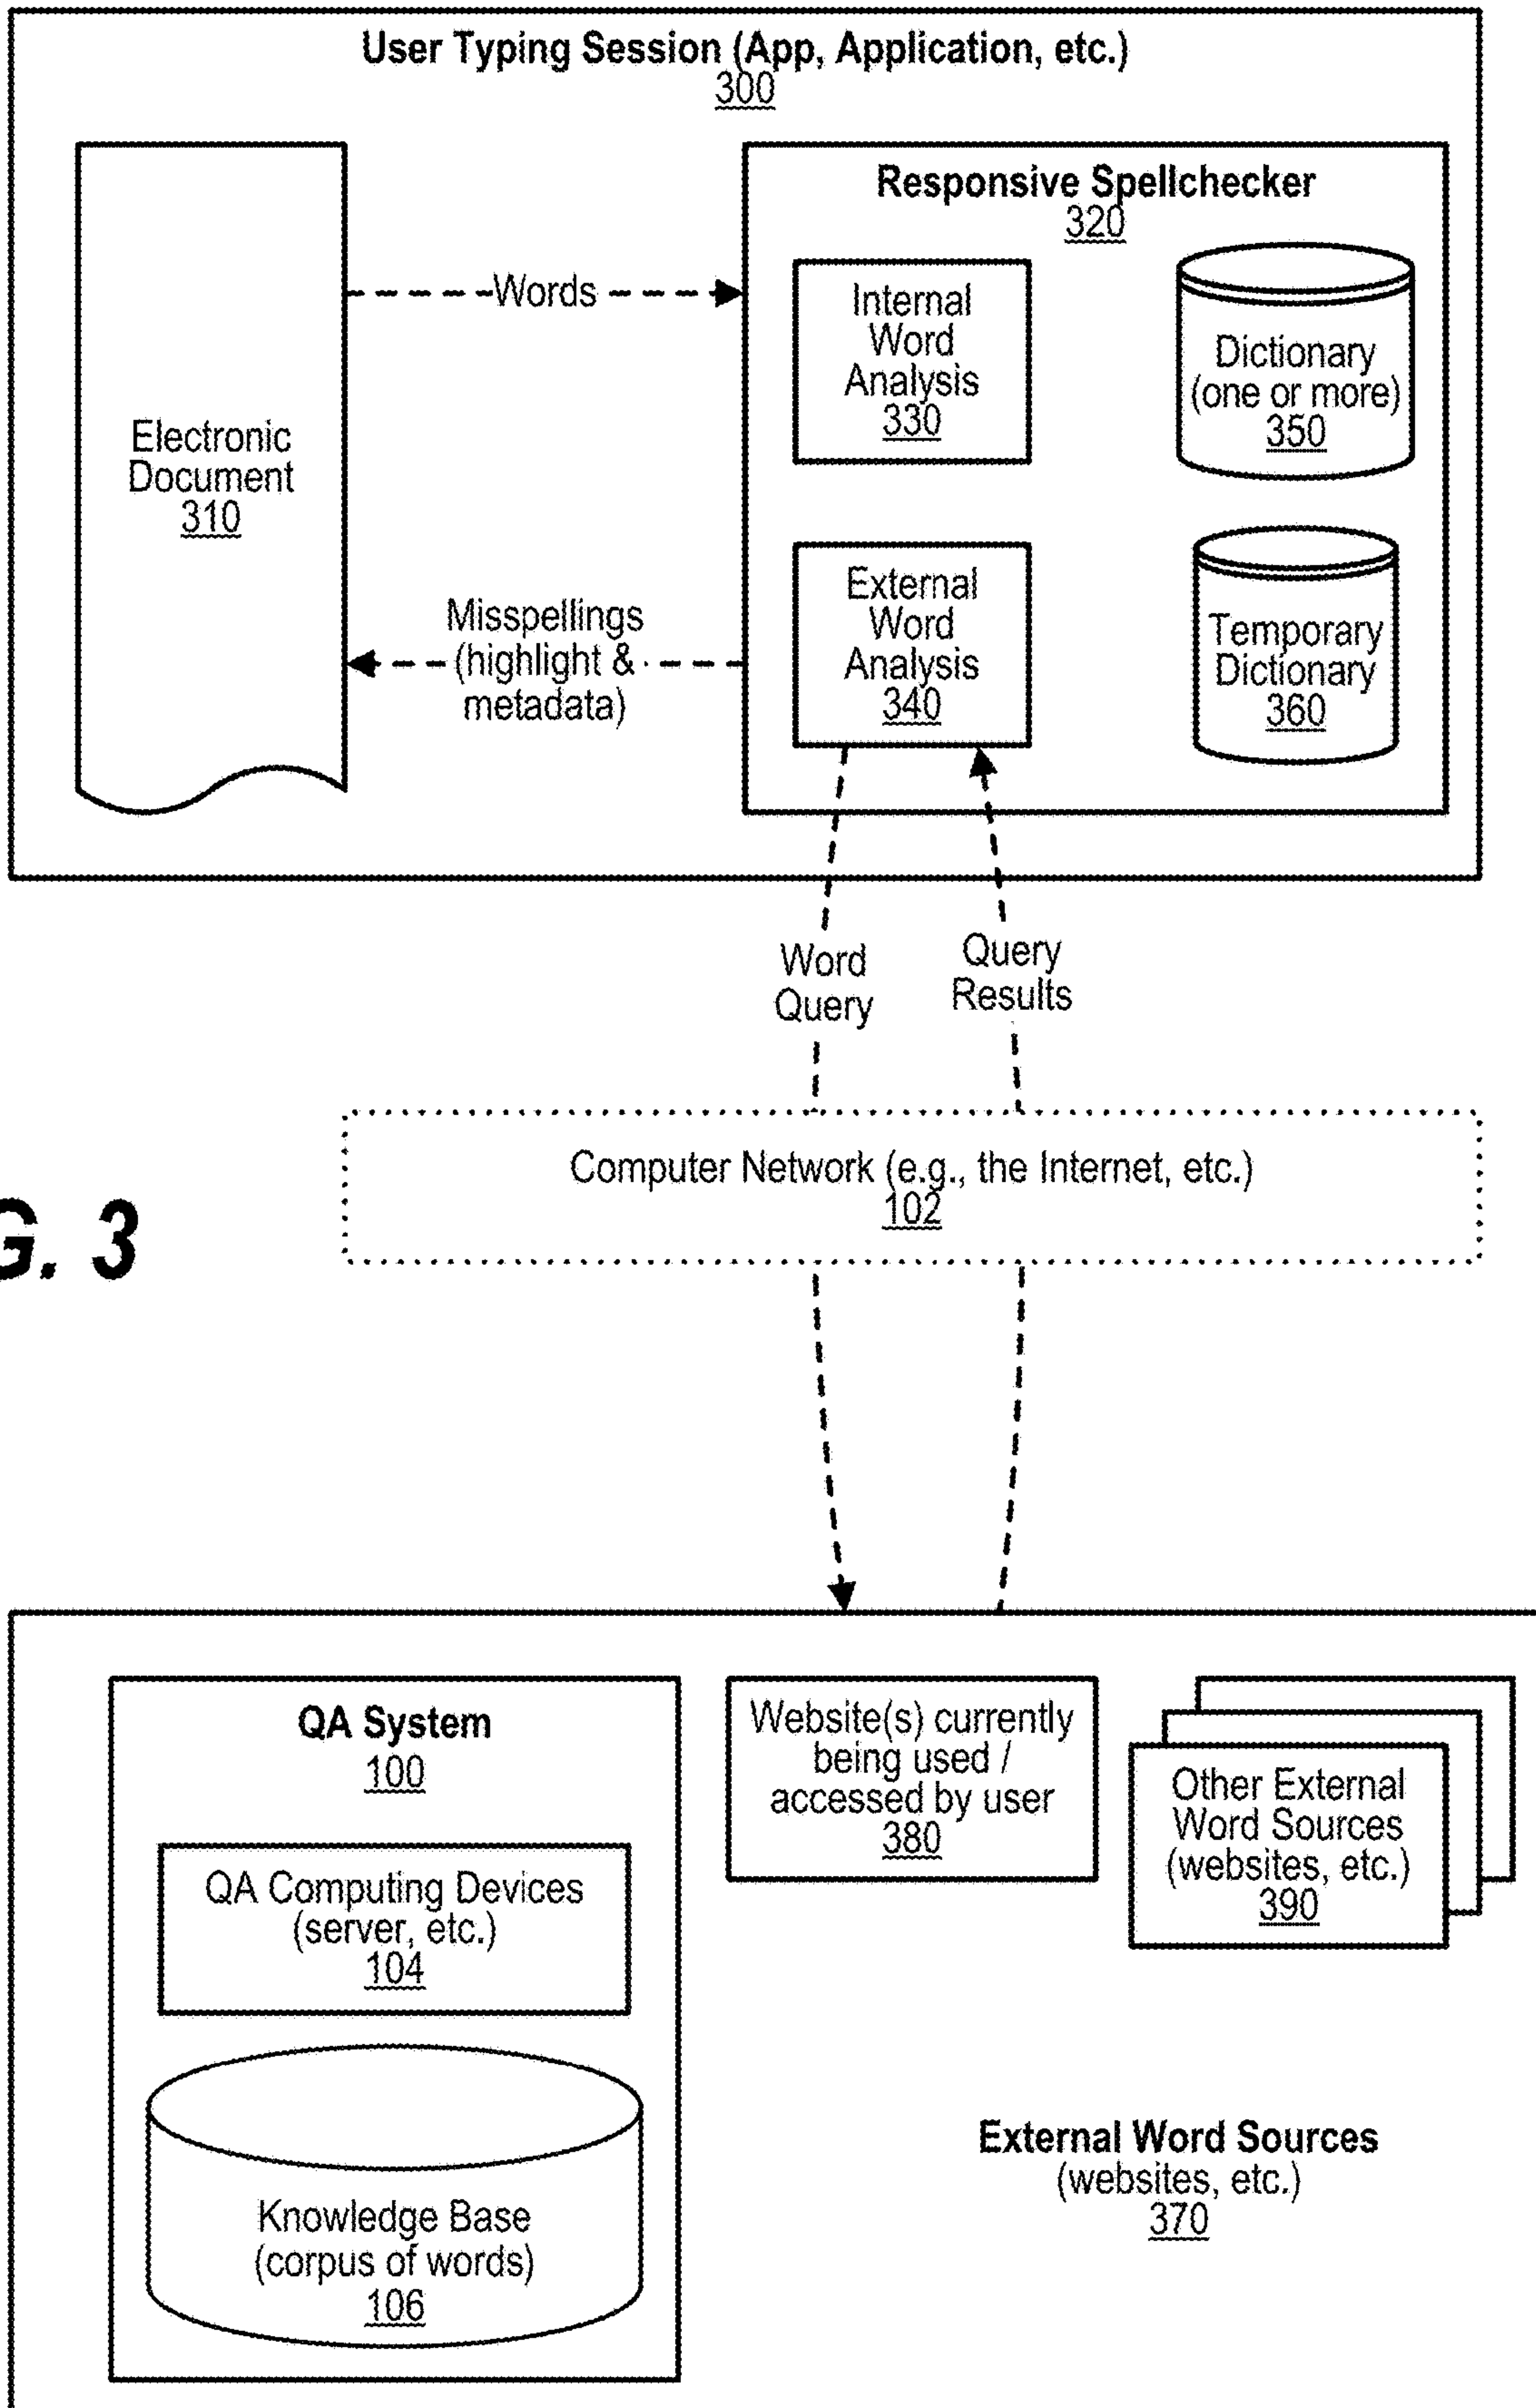 User Typing Session (App, Application, etc.)
300
Responsive Spellchecker
320
Words
Internal
Word
Analysis
330
Dictionary
(one or more)
350
Electronic
Document
310
Misspellings
(highlight &
metadata)
External
Word
Analysis
340
Temporary
Dictionary
360
Word
Query
Query
Results
Computer Network (e.g., the Internet, etc.)
102
G. 3
QA System
100
QA Computing Devices
(server, etc.)
104
Knowledge Base
(corpus of words)
106
Website(s) currently
being used /
accessed by user
380
Other External
Word Sources
(websites, etc.)
390
External Word Sources
(websites, etc.)
370